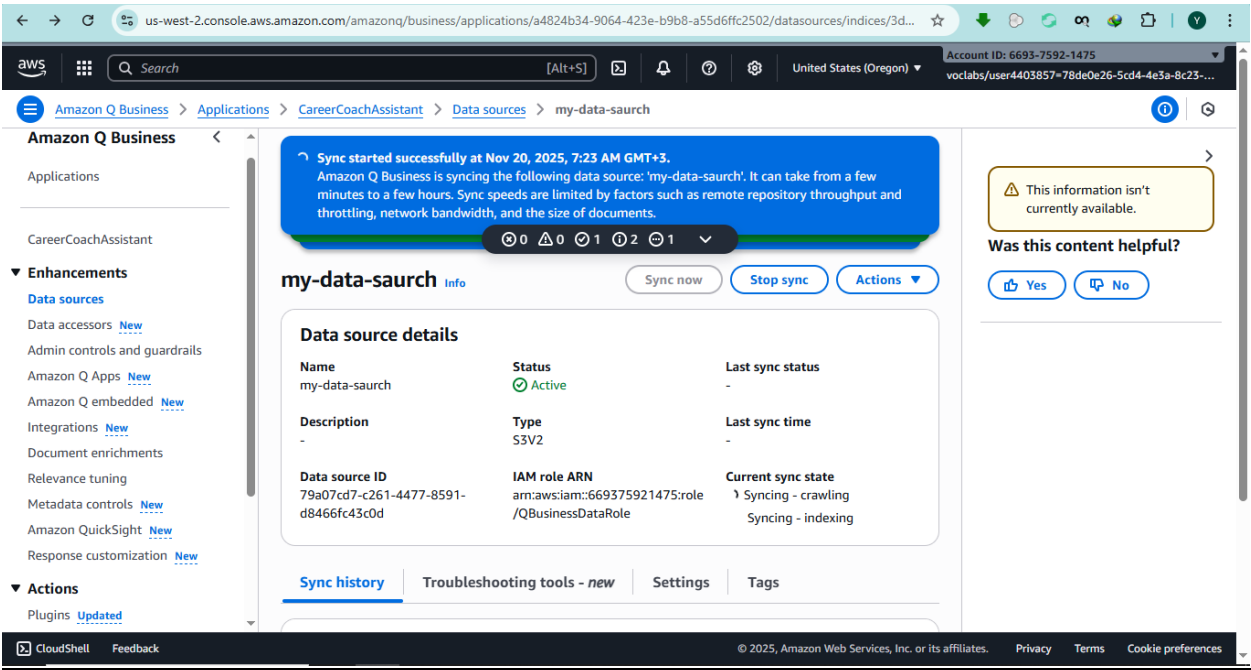 us-west-2.console.aws.amazon.com/amazonq/business/applications/a4824b34-9064-423e-b9b8-a55d6ffc2502/datasources/indices/3d...
Y
aws
Search
[Alt+S]
United States (Oregon)
Account ID: 6693-7592-1475
voclabs/user4403857=78de0e26-5cd4-4e3a-8c23-...
Amazon Q Business > Applications > CareerCoachAssistant > Data sources > my-data-saurch
Amazon Q Business
Applications
CareerCoachAssistant
Enhancements
Data sources
Data accessors New
Admin controls and guardrails
Amazon Q Apps New
Amazon Q embedded New
Integrations New
Document enrichments
Relevance tuning
Metadata controls New
Amazon QuickSight New
Response customization New
Actions
Plugins Updated
Sync started successfully at Nov 20, 2025, 7:23 AM GMT+3.
Amazon Q Business is syncing the following data source: 'my-data-saurch'. It can take from a few
minutes to a few hours. Sync speeds are limited by factors such as remote repository throughput and
throttling, network bandwidth, and the size of documents.
0 0 1 2 1
my-data-saurch Info
Sync now
Stop sync
Actions
Data source details
Name
my-data-saurch
Status
Active
Last sync status
-
Description
-
Type
S3V2
Last sync time
-
Data source ID
79a07cd7-c261-4477-8591-
d8466fc43c0d
IAM role ARN
arn:aws:iam::669375921475:role
/QBusinessDataRole
Current sync state
Syncing - crawling
Syncing - indexing
Sync history
Troubleshooting tools - new
Settings
Tags
This information isn't
currently available.
Was this content helpful?
Yes
No
CloudShell
Feedback
© 2025, Amazon Web Services, Inc. or its affiliates.
Privacy
Terms
Cookie preferences